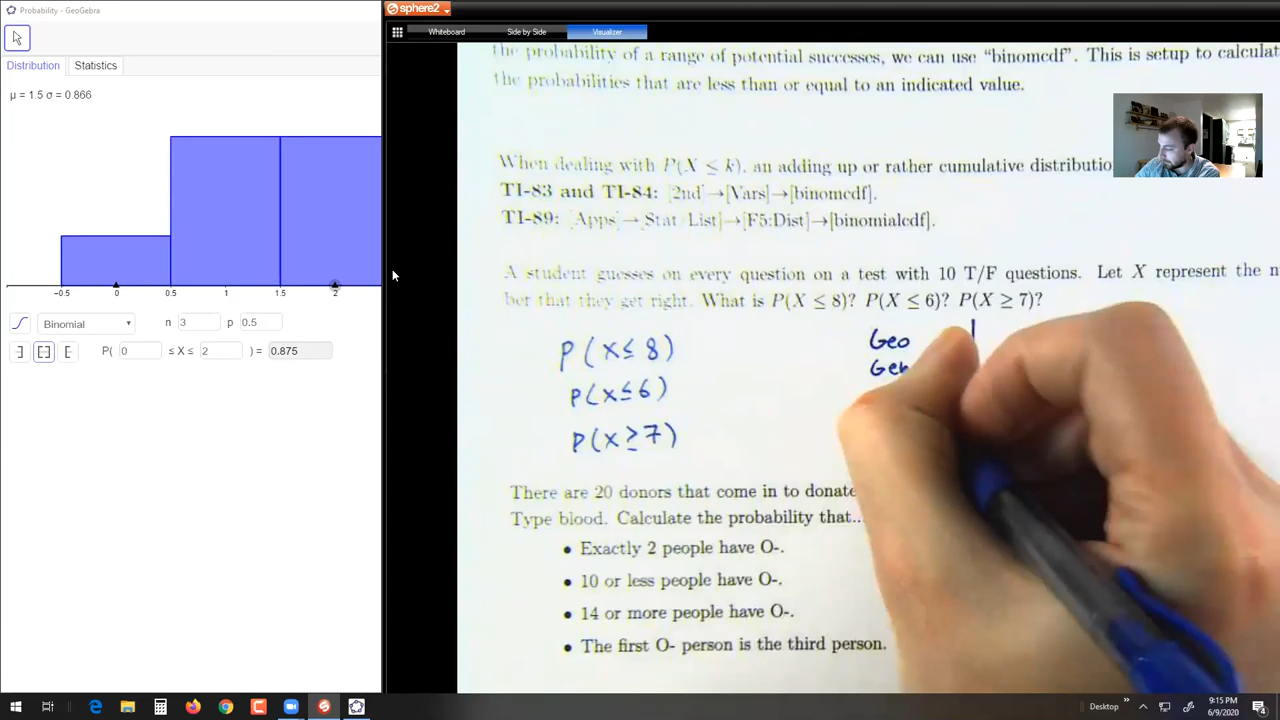 Probability - GeoGebra
Distribution
Statistics
μ = 1.5 σ = 0.866
-0.5
0
0.5
1
1.5
2
Binomial
n
3
p
0.5
P(
0
≤ X ≤
2
) =
0.875
sphere2
Whiteboard
Side by Side
Visualizer
the probability of a range of potential successes, we can use “binomcdf”. This is setup to
the probabilities that are less than or equal to an indicated value.
When dealing with P(X ≤ k), an adding up or rather cumulative
TI-83 and TI-84: [2nd]→[Vars]→[binomcdf].
TI-89: [Apps]→ Stat List]→[F5:Dist]→[binomialcdf].
A student guesses on every question on a test with 10 T/F questions. Let X represent the
ber that they get right. What is P(X ≤ 8)? P(X ≤ 6)? P(X ≥ 7)?
P(X≤ 8)
P(X≤6)
P(X≥7)
Geo
There are 20 donors that come in to donate
Type blood. Calculate the probability that...
• Exactly 2 people have O-.
• 10 or less people have O-.
• 14 or more people have O-.
• The first O- person is the third person.
Desktop
9:15 PM
6/9/2020
4